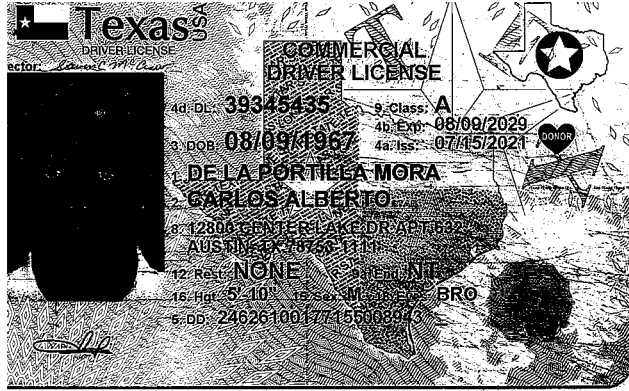 Texas USA
DRIVER LICENSE
COMMERCIAL
DRIVER LICENSE
4d. DL: 39345435 9. Class: A
4b. Exp: 08/09/2029
3. DOB: 08/09/1967 4a. Iss: 07/15/2021
DONOR
1. DE LA PORTILLA MORA
2. CARLOS ALBERTO
8. 12800 CENTER LAKE DR APT 632
AUSTIN, TX 78753-1111
12. Rest: NONE 9a. End: NT
16. Hgt: 5'-10" 15. Sex: M 18. Eyes: BRO
5. DD: 24626100177155008943